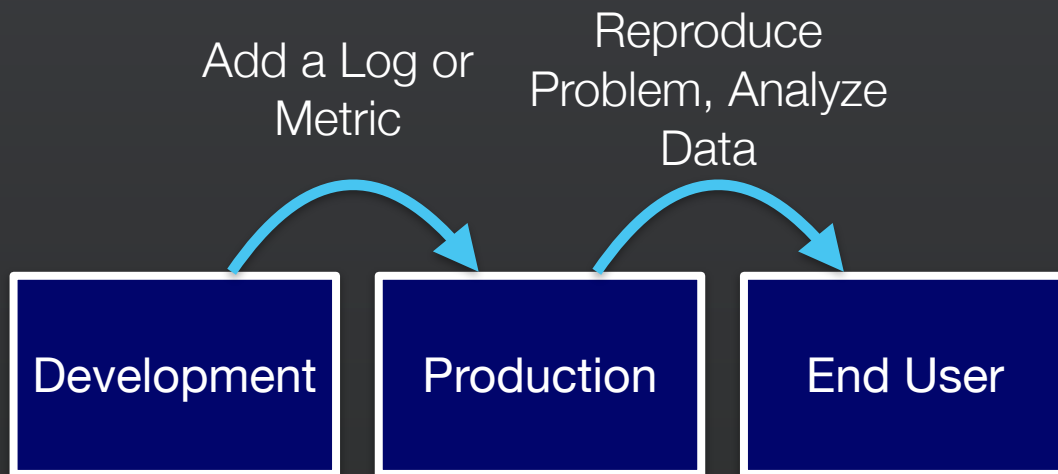 Add a Log or
Metric
Reproduce
Problem, Analyze
Data
Development
Production
End User